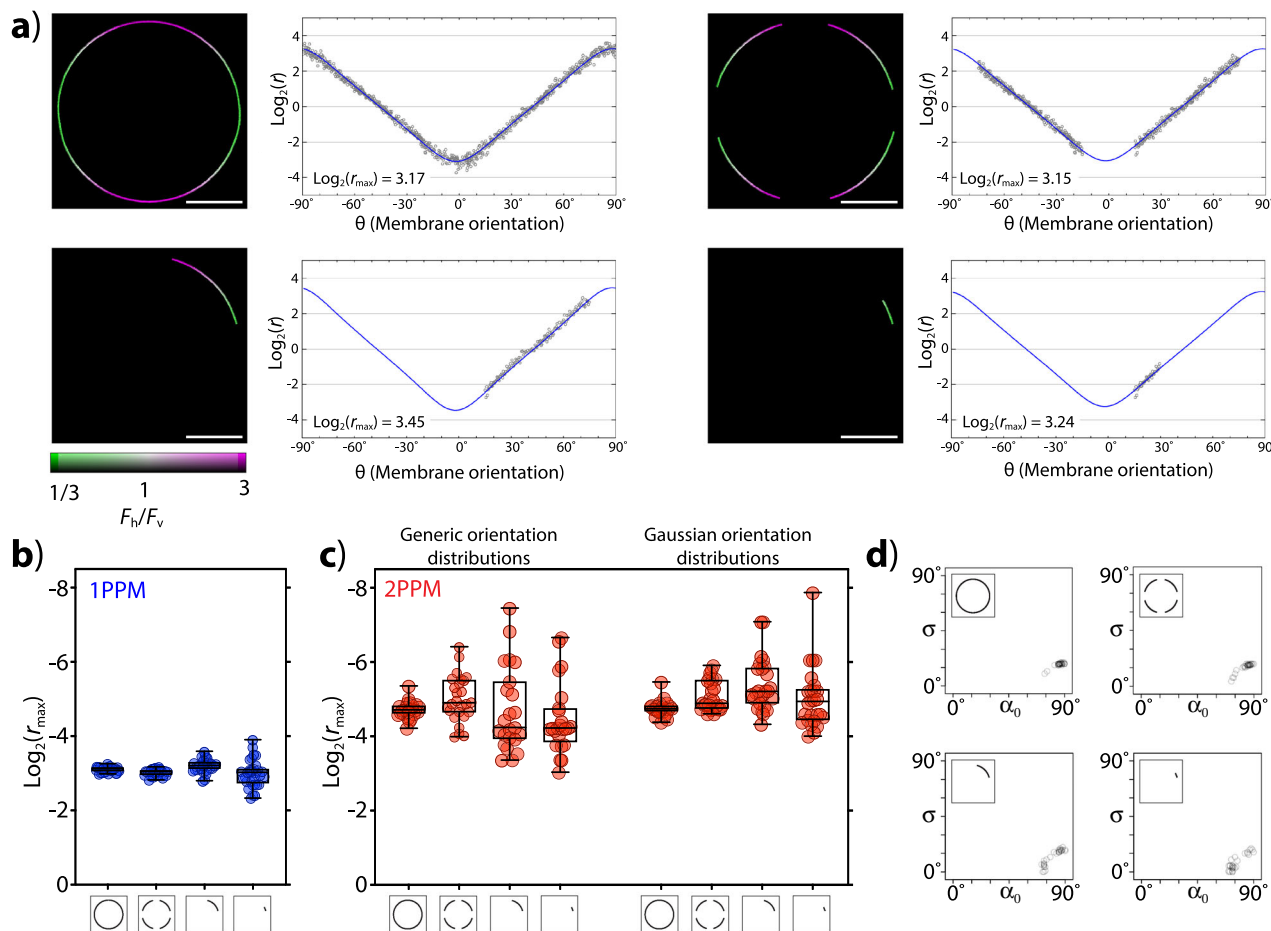 a)
Log₂(r)
4
2
0
-2
-4
Log₂(rmax) = 3.17
-90° -60° -30° 0° 30° 60° 90°
θ (Membrane orientation)
Log₂(r)
4
2
0
-2
-4
Log₂(rmax) = 3.15
-90° -60° -30° 0° 30° 60° 90°
θ (Membrane orientation)
Log₂(r)
4
2
0
-2
-4
Log₂(rmax) = 3.45
-90° -60° -30° 0° 30° 60° 90°
θ (Membrane orientation)
Log₂(r)
4
2
0
-2
-4
Log₂(rmax) = 3.24
-90° -60° -30° 0° 30° 60° 90°
θ (Membrane orientation)
1/3 1 3
Fh/Fv
b)
1PPM
Log₂(rmax)
–8
–6
–4
–2
0
c)
Generic orientation
distributions
Gaussian orientation
distributions
2PPM
Log₂(rmax)
–8
–6
–4
–2
0
d)
90°
σ
0°
0° α₀ 90°
90°
σ
0°
0° α₀ 90°
90°
σ
0°
0° α₀ 90°
90°
σ
0°
0° α₀ 90°